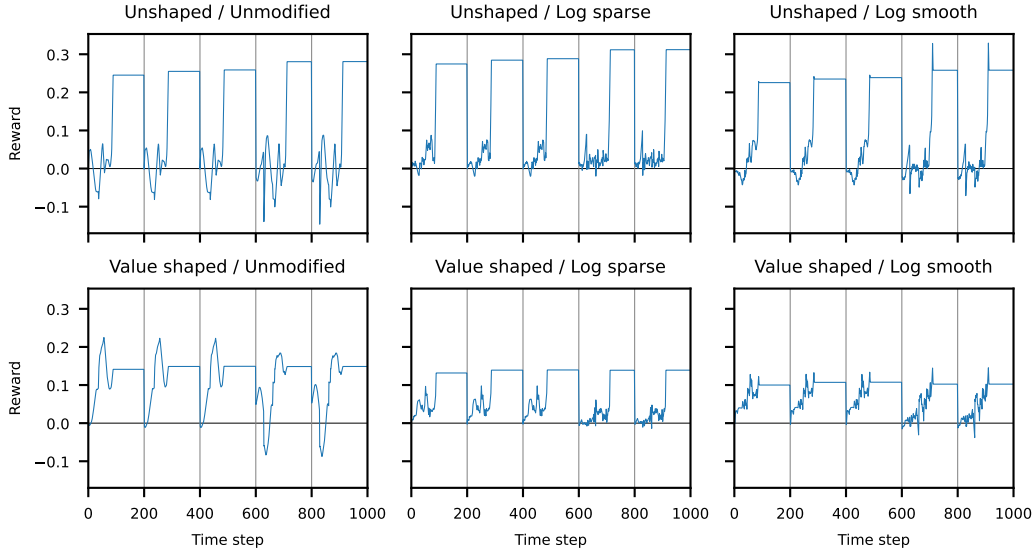 Unshaped / Unmodified
Unshaped / Log sparse
Unshaped / Log smooth
Reward
0.3
0.2
0.1
0.0
−0.1
Value shaped / Unmodified
Value shaped / Log sparse
Value shaped / Log smooth
Reward
0.3
0.2
0.1
0.0
−0.1
0 200 400 600 800 1000
0 200 400 600 800 1000
0 200 400 600 800 1000
Time step
Time step
Time step